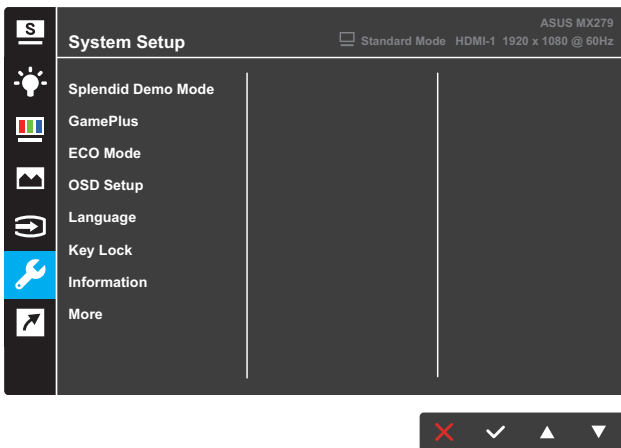 S
System Setup
ASUS MX279
Standard Mode HDMI-1 1920 x 1080 @ 60Hz
Splendid Demo Mode
GamePlus
ECO Mode
OSD Setup
Language
Key Lock
Information
More